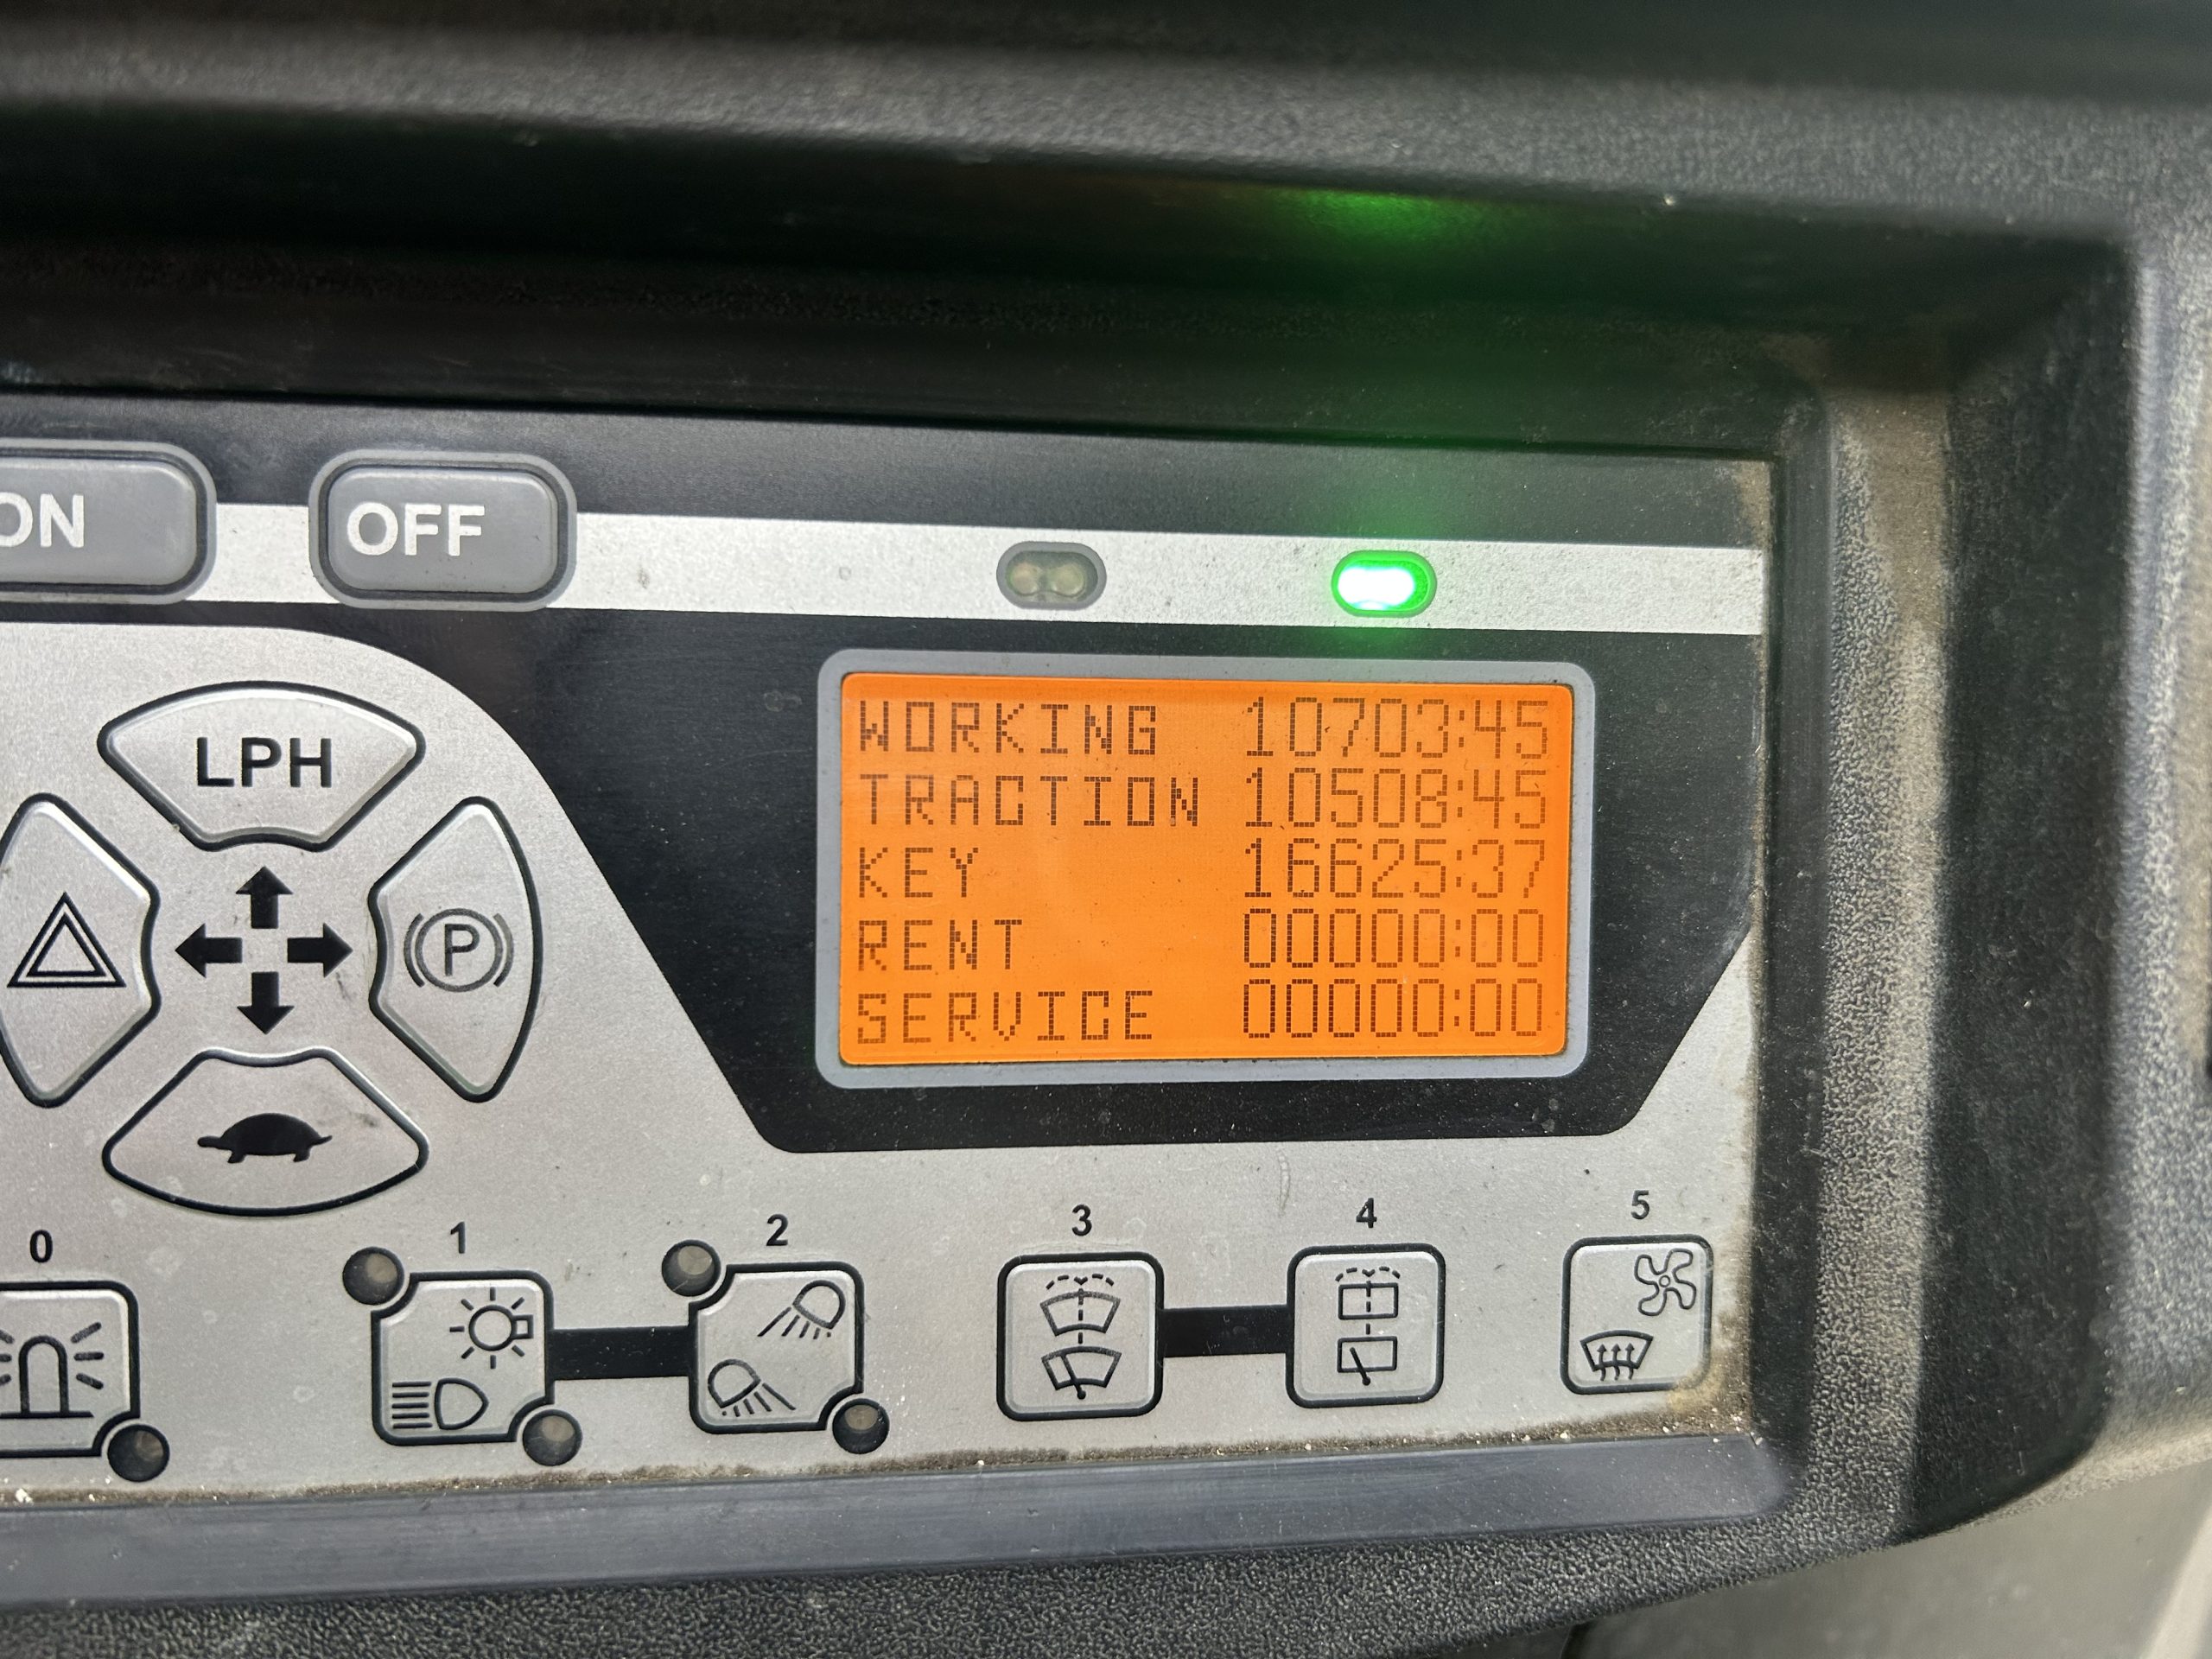 ON
OFF
WORKING 10703:45
TRACTION 10508:45
KEY 16625:37
RENT 00000:00
SERVICE 00000:00
LPH
P
0
1
2
3
4
5